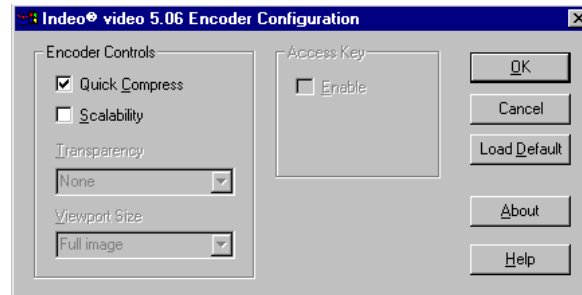 Indeo® video 5.06 Encoder Configuration
Encoder Controls
Quick Compress
Scalability
Transparency
None
Viewport Size
Full image
Access Key
Enable
OK
Cancel
Load Default
About
Help